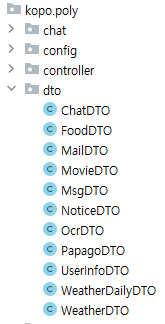 kopo.poly
chat
config
controller
dto
C ChatDTO
C FoodDTO
C MailDTO
C MovieDTO
C MsgDTO
C NoticeDTO
C OcrDTO
C PapagoDTO
C UserInfoDTO
C WeatherDailyDTO
C WeatherDTO